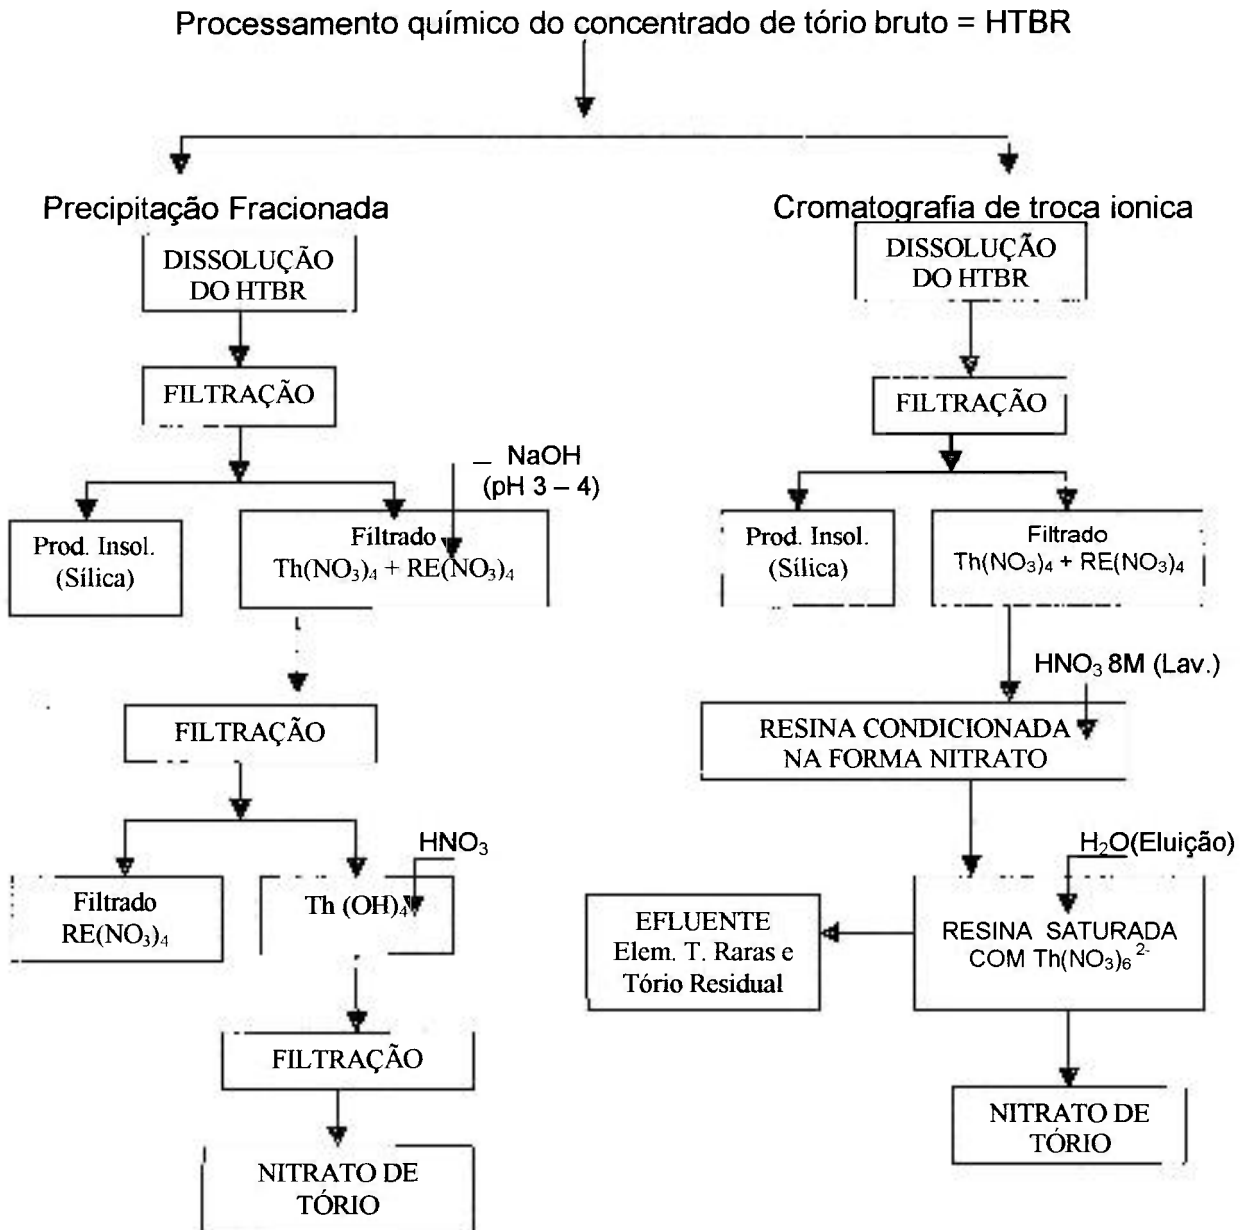 Processamento químico do concentrado de tório bruto = HTBR
Precipitação Fracionada
DISSOLUÇÃO
DO HTBR
FILTRAÇÃO
NaOH
(pH 3 – 4)
Prod. Insol.
(Sílica)
Filtrado
Th(NO₃)₄ + RE(NO₃)₄
FILTRAÇÃO
HNO₃
Filtrado
RE(NO₃)₄
Th (OH)₄
FILTRAÇÃO
NITRATO DE
TÓRIO
Cromatografia de troca ionica
DISSOLUÇÃO
DO HTBR
FILTRAÇÃO
Prod. Insol.
(Sílica)
Filtrado
Th(NO₃)₄ + RE(NO₃)₄
HNO₃ 8M (Lav.)
RESINA CONDICIONADA
NA FORMA NITRATO
H₂O(Eluição)
RESINA SATURADA
COM Th(NO₃)₆²⁻
EFLUENTE
Elem. T. Raras e
Tório Residual
NITRATO DE
TÓRIO